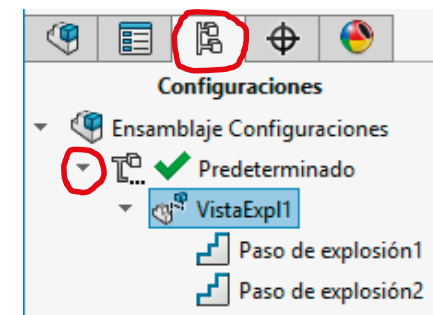 Configuraciones
Ensamblaje Configuraciones
Predeterminado
VistaExpl1
Paso de explosión1
Paso de explosión2